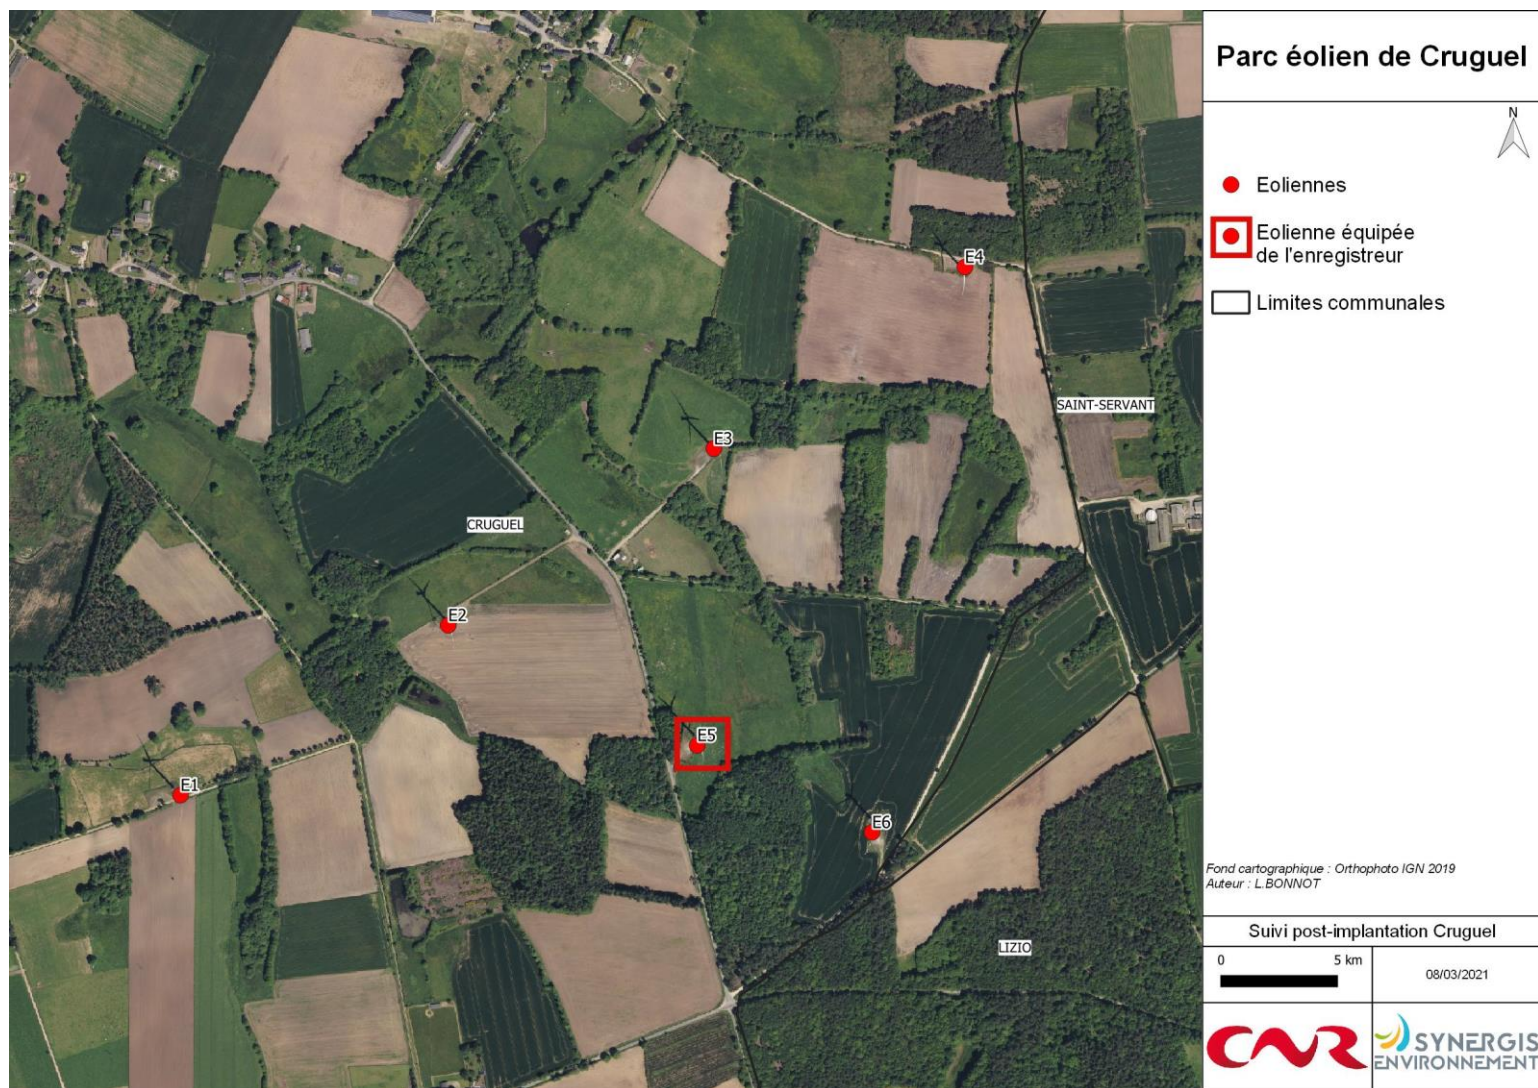 Parc éolien de Cruguel
N
Eoliennes
Eolienne équipée
de l'enregistreur
Limites communales
E4
SAINT-SERVANT
E3
CRUGUEL
E2
E5
E1
E6
LIZIO
Fond cartographique : Orthophoto IGN 2019
Auteur : L.BONNOT
Suivi post-implantation Cruguel
0 5 km
08/03/2021
CNR
SYNERGIS
ENVIRONNEMENT